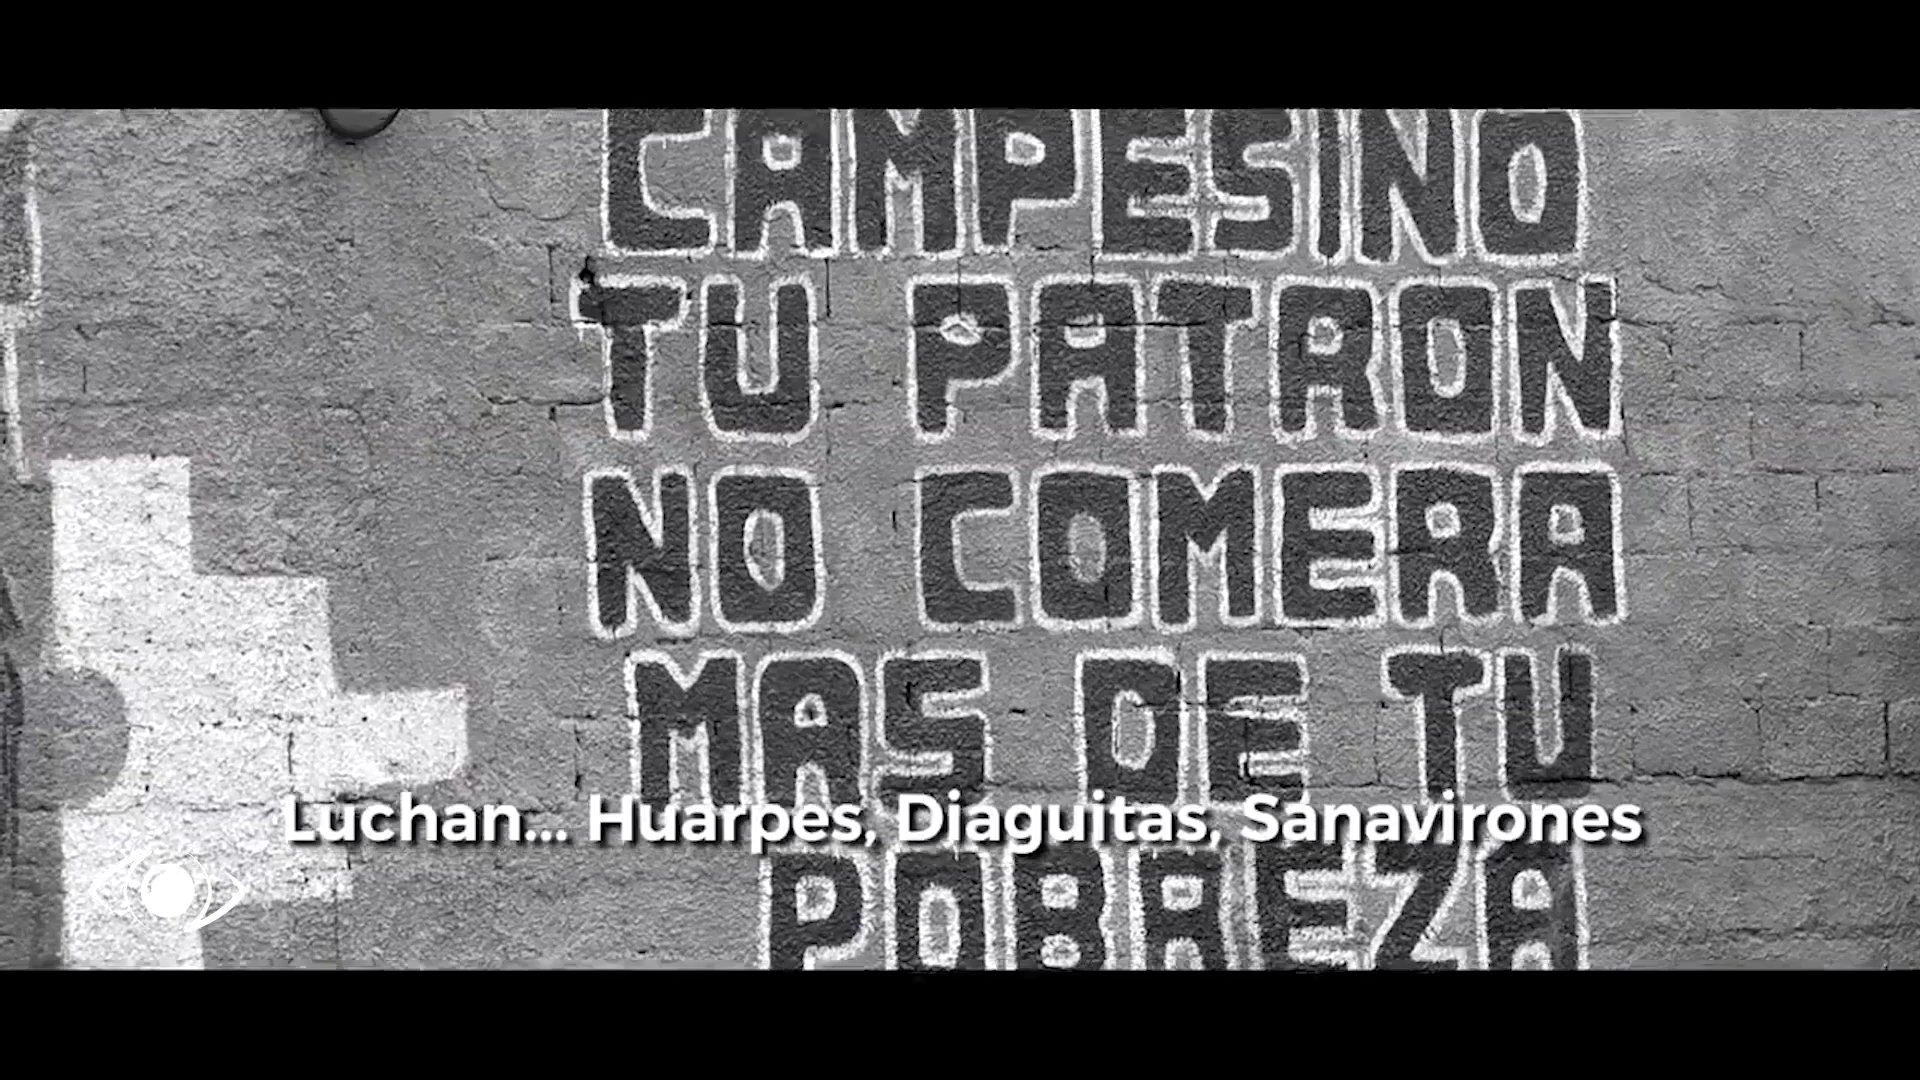 CAMPESINO
TU PATRON
NO COMERA
MAS DE TU
Luchan... Huarpes, Diaguitas, Sanavirones
POBREZA